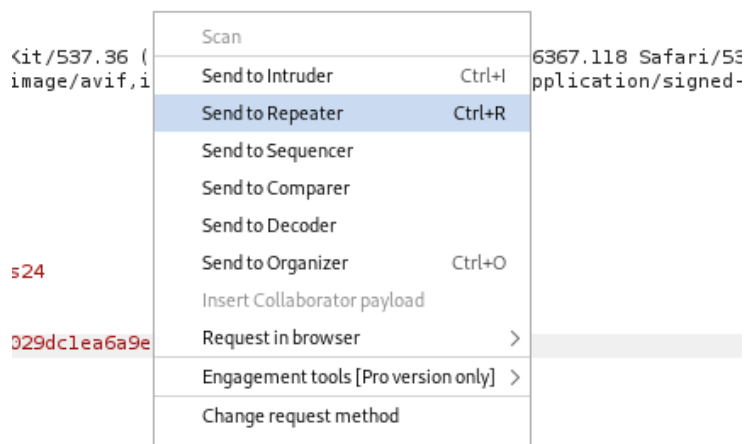 Scan
Kit/537.36 ( 6367.118 Safari/53
image/avif,i pplication/signed-
Send to Intruder Ctrl+I
Send to Repeater Ctrl+R
Send to Sequencer
Send to Comparer
Send to Decoder
Send to Organizer Ctrl+O
s24
Insert Collaborator payload
Request in browser
029dc1ea6a9e
Engagement tools [Pro version only]
Change request method